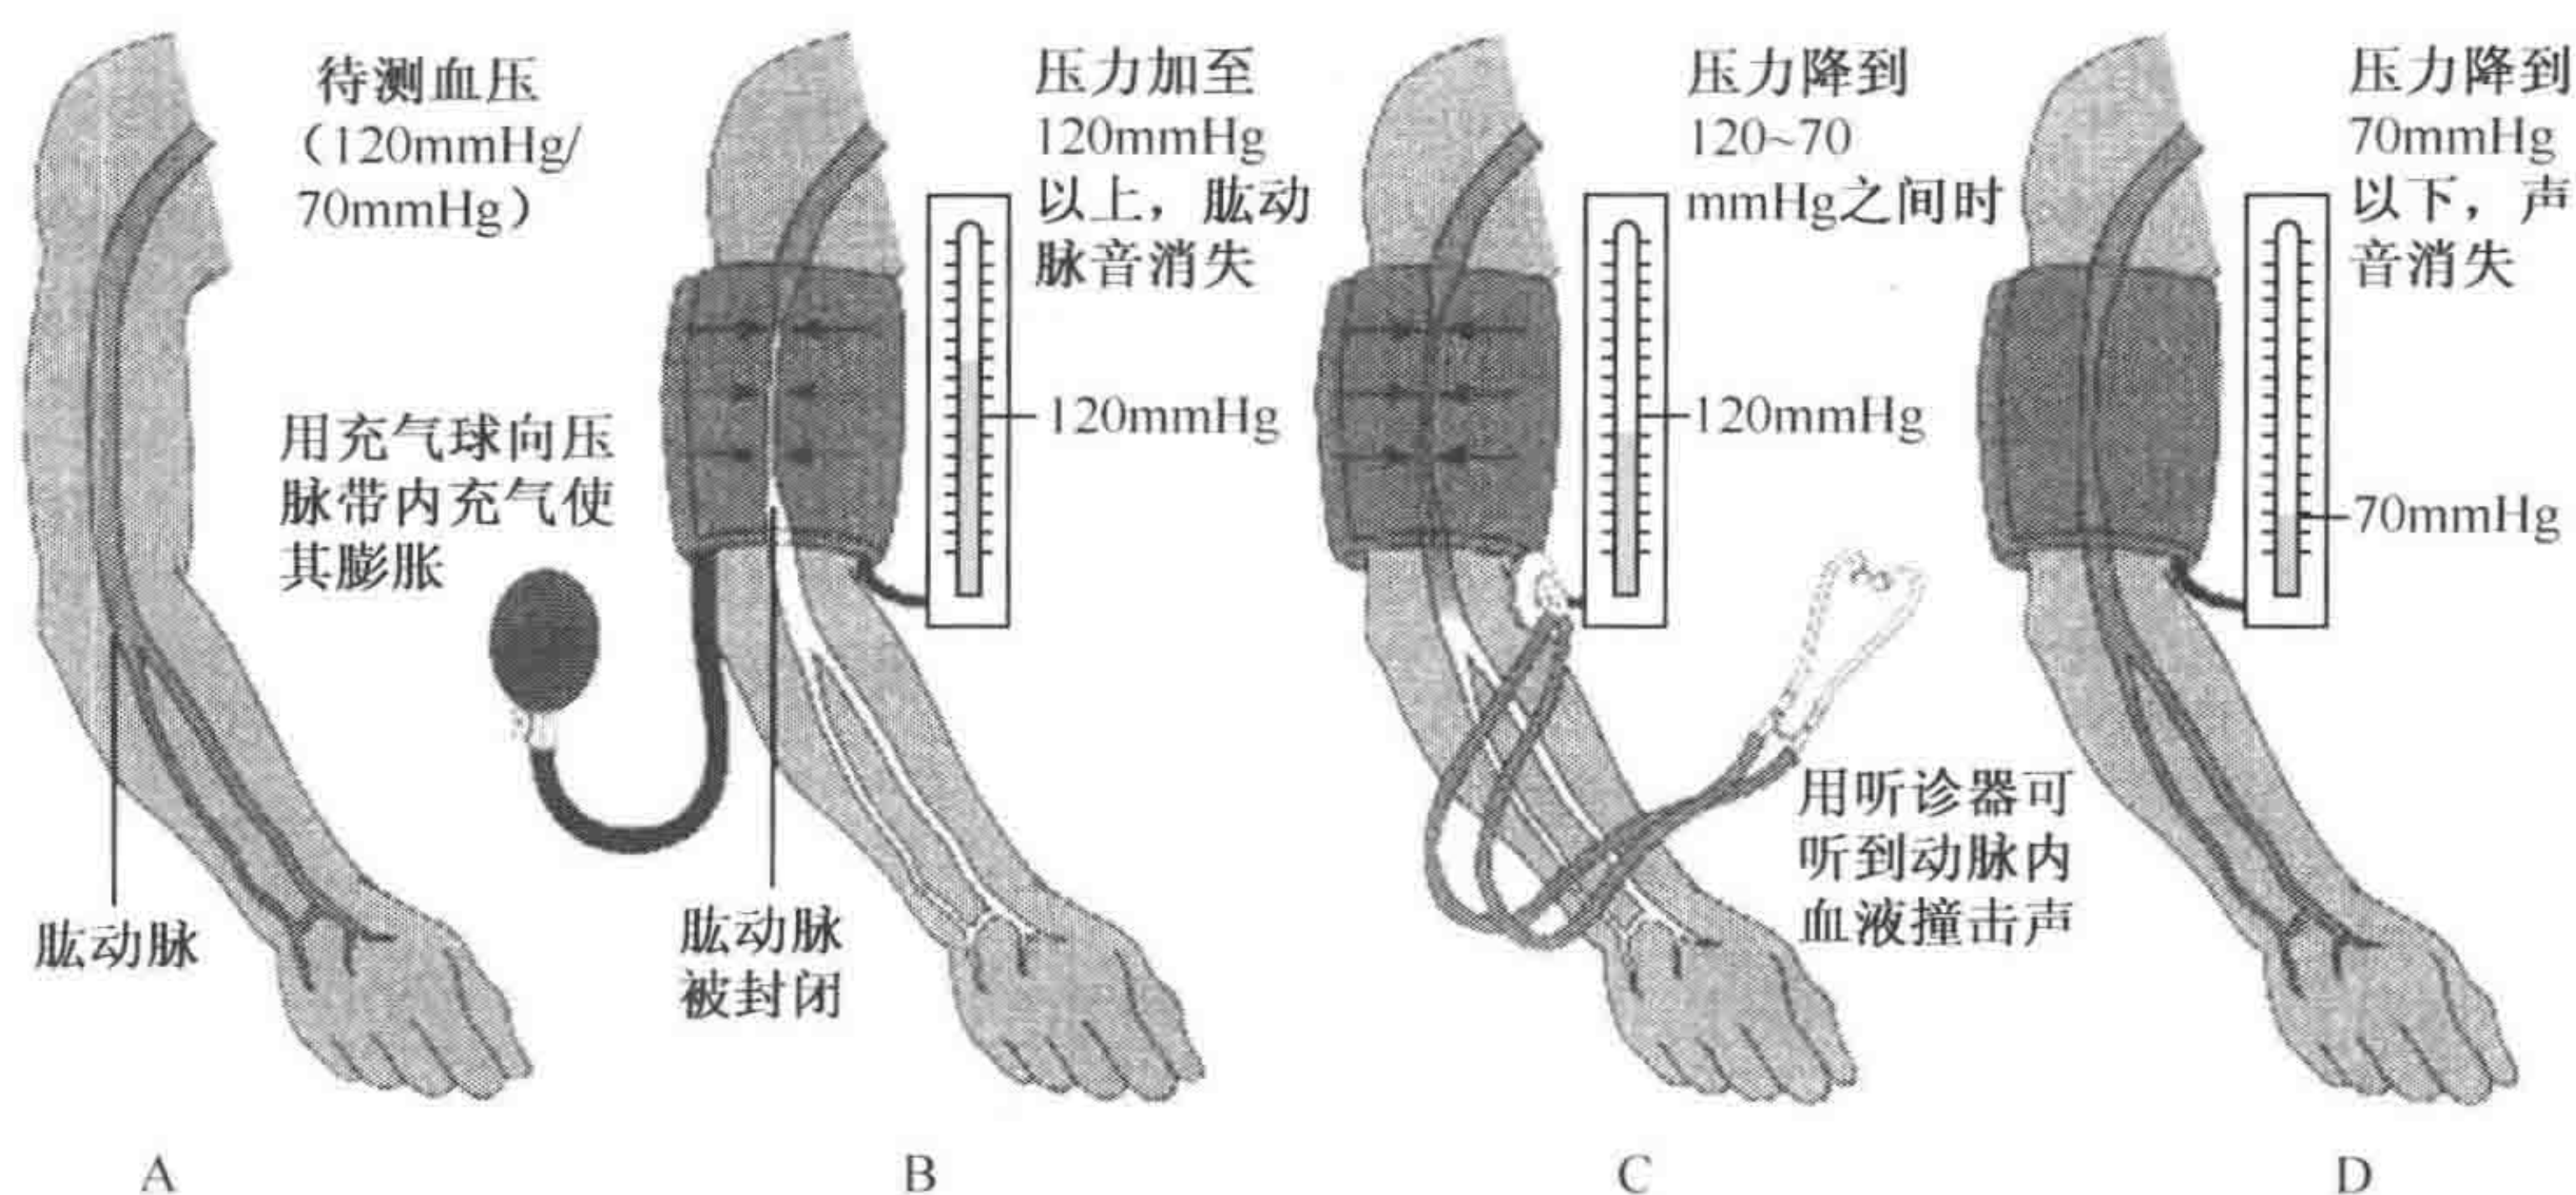 待测血压
（120mmHg/
70mmHg）
用充气球向压
脉带内充气使
其膨胀
肱动脉
A
压力加至
120mmHg
以上，肱动
脉音消失
120mmHg
肱动脉
被封闭
B
压力降到
120~70
mmHg之间时
120mmHg
用听诊器可
听到动脉内
血液撞击声
C
压力降到
70mmHg
以下，声
音消失
70mmHg
D